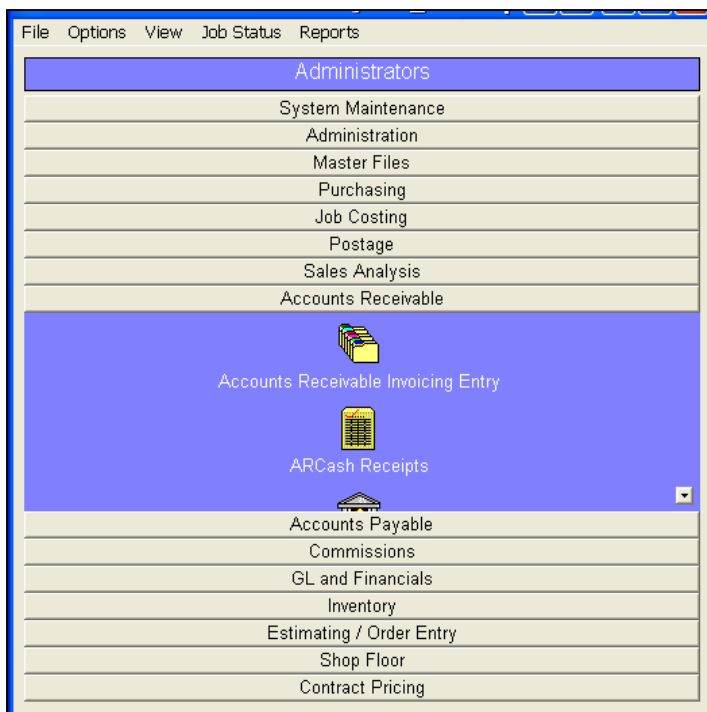 File Options View Job Status Reports
Administrators
System Maintenance
Administration
Master Files
Purchasing
Job Costing
Postage
Sales Analysis
Accounts Receivable
Accounts Receivable Invoicing Entry
ARCash Receipts
Accounts Payable
Commissions
GL and Financials
Inventory
Estimating / Order Entry
Shop Floor
Contract Pricing